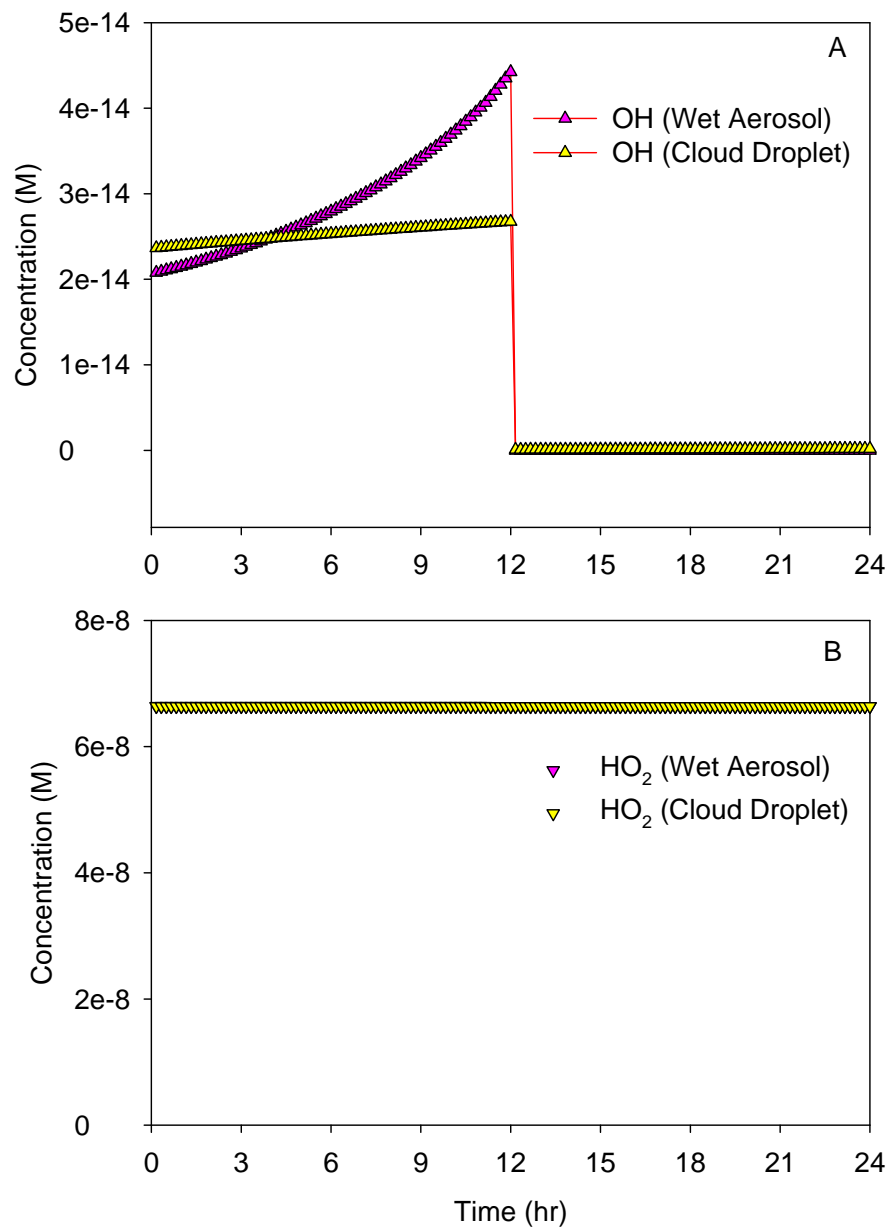 A
Concentration (M)
5e-14
4e-14
3e-14
2e-14
1e-14
0
OH (Wet Aerosol)
OH (Cloud Droplet)
0 3 6 9 12 15 18 21 24
B
Concentration (M)
8e-8
6e-8
4e-8
2e-8
0
HO₂ (Wet Aerosol)
HO₂ (Cloud Droplet)
0 3 6 9 12 15 18 21 24
Time (hr)